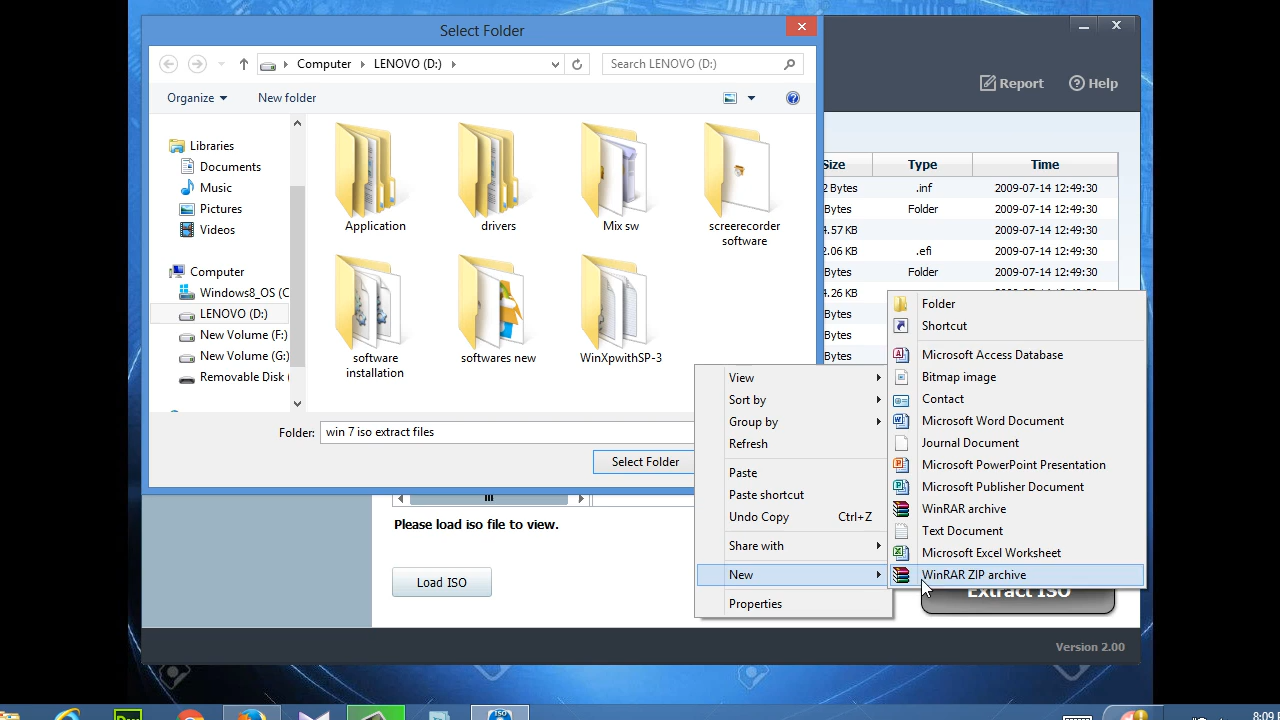 Select Folder
Computer
LENOVO (D:)
Search LENOVO (D:)
Organize
New folder
Report
Help
Libraries
Documents
Music
Pictures
Videos
Computer
Windows8_OS (C
LENOVO (D:)
New Volume (F:)
New Volume (G:)
Removable Disk (
Application
drivers
Mix sw
screerecorder
software
software
installation
softwares new
WinXpwithSP-3
Size
Type
Time
2 Bytes
.inf
2009-07-14 12:49:30
Bytes
Folder
2009-07-14 12:49:30
4.57 KB
2009-07-14 12:49:30
2.06 KB
.efi
2009-07-14 12:49:30
Bytes
Folder
2009-07-14 12:49:30
4.26 KB
Bytes
Bytes
Bytes
Folder:
win 7 iso extract files
Select Folder
View
Sort by
Group by
Refresh
Paste
Paste shortcut
Undo Copy
Ctrl+Z
Share with
New
Properties
Folder
Shortcut
Microsoft Access Database
Bitmap image
Contact
Microsoft Word Document
Journal Document
Microsoft PowerPoint Presentation
Microsoft Publisher Document
WinRAR archive
Text Document
Microsoft Excel Worksheet
WinRAR ZIP archive
Please load iso file to view.
Load ISO
Extract ISO
Version 2.00
ISO
8:09